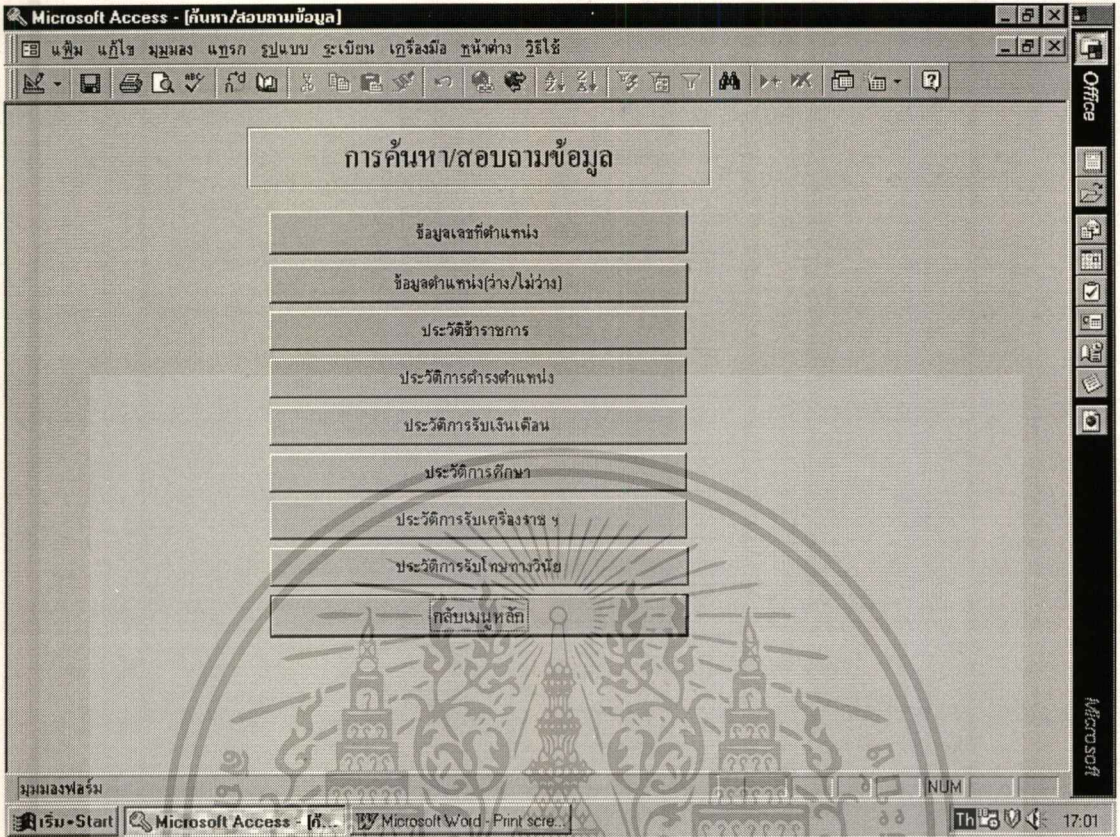 Microsoft Access - [ค้นหา/สอบถามข้อมูล]
แฟ้ม แก้ไข มุมมอง แทรก รูปแบบ ระเบียน เครื่องมือ หน้าต่าง วิธีใช้
Office
การค้นหา/สอบถามข้อมูล
ข้อมูลเลขที่ตำแหน่ง
ข้อมูลตำแหน่ง(ว่าง/ไม่ว่าง)
ประวัติข้าราชการ
ประวัติการดำรงตำแหน่ง
ประวัติการรับเงินเดือน
ประวัติการศึกษา
ประวัติการรับเครื่องราช ฯ
ประวัติการรับโทษทางวินัย
กลับเมนูหลัก
Microsoft
มุมมองฟอร์ม NUM
เริ่ม-Start Microsoft Access - [ค้... Microsoft Word - Print scre... Th 17:01